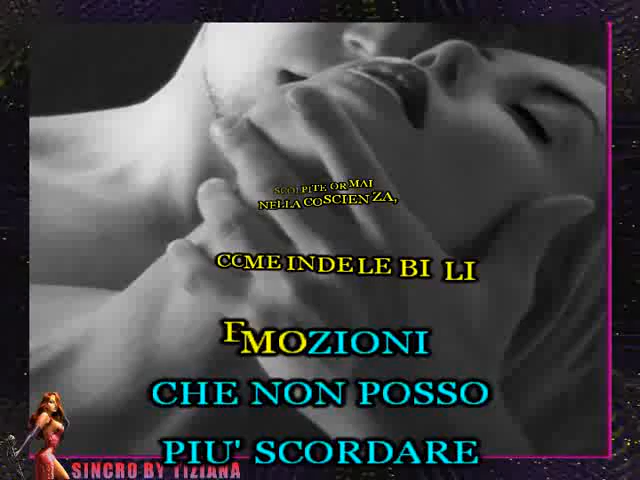 SCOLPITE ORMAI
NELLA COSCIENZA,
COME INDELEBILI
EMOZIONI
CHE NON POSSO
PIU' SCORDARE
SINCRO BY TIZIANA